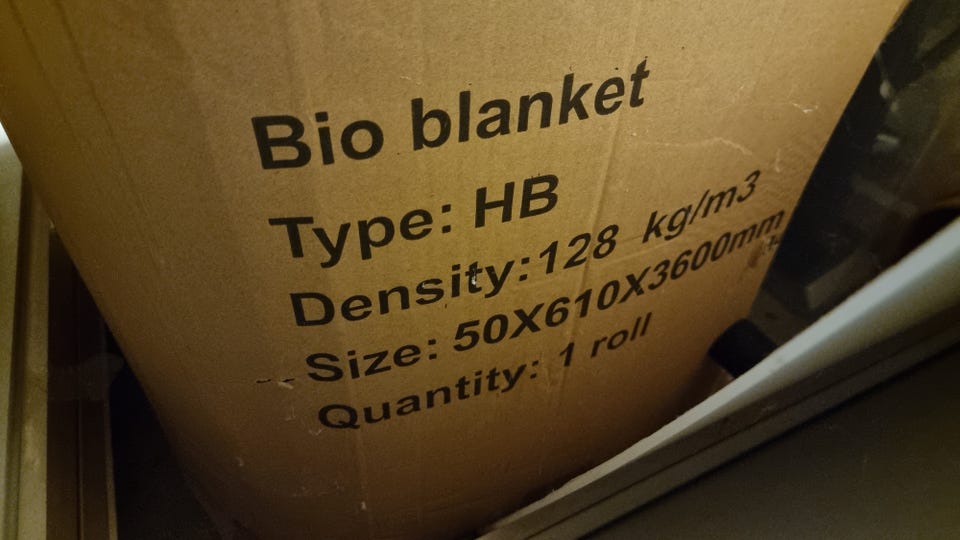 Bio blanket
Type: HB
Density:128 kg/m3
Size: 50X610X3600mm
Quantity: 1 roll